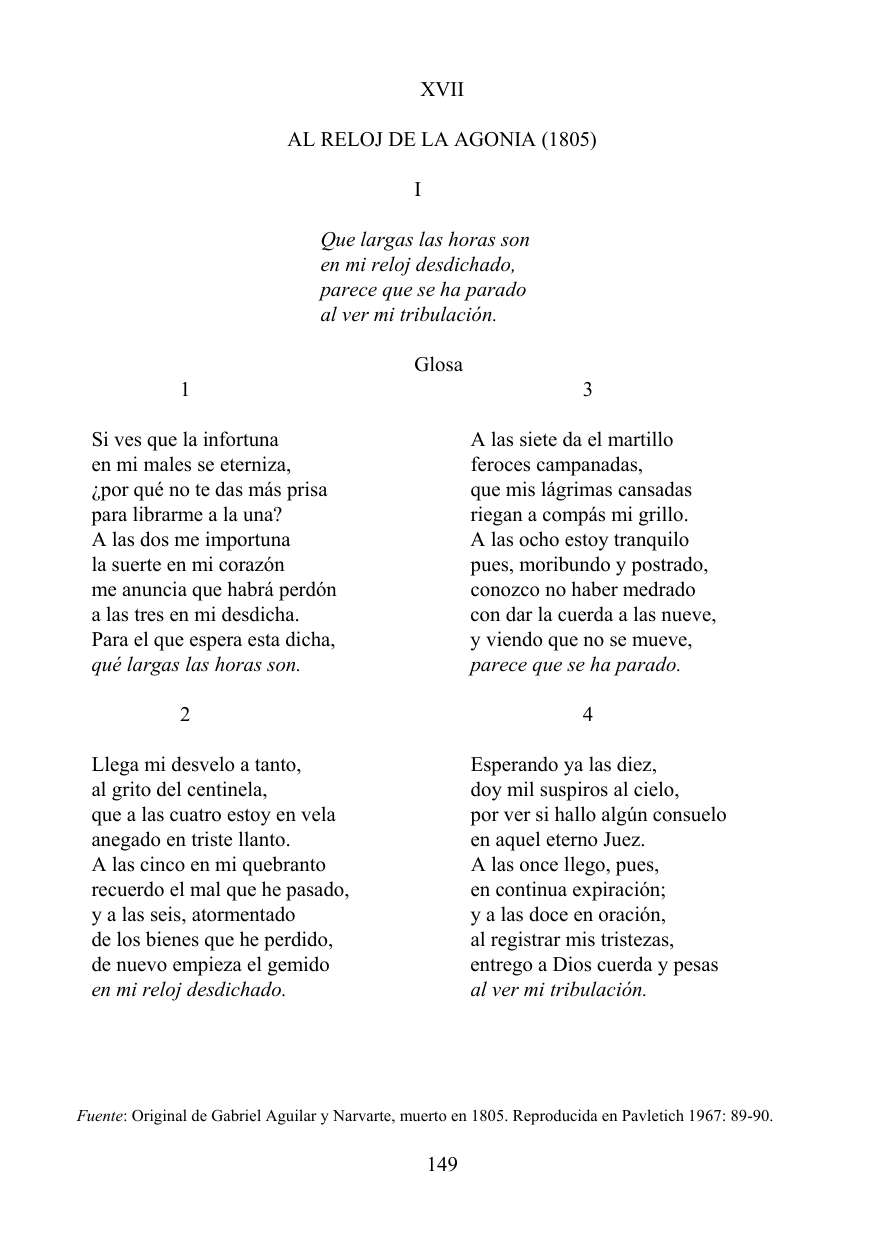 XVII
AL RELOJ DE LA AGONIA (1805)
I
Que largas las horas son
en mi reloj desdichado,
parece que se ha parado
al ver mi tribulación.
Glosa
1
Si ves que la infortuna
en mi males se eterniza,
¿por qué no te das más prisa
para librarme a la una?
A las dos me importuna
la suerte en mi corazón
me anuncia que habrá perdón
a las tres en mi desdicha.
Para el que espera esta dicha,
qué largas las horas son.
2
Llega mi desvelo a tanto,
al grito del centinela,
que a las cuatro estoy en vela
anegado en triste llanto.
A las cinco en mi quebranto
recuerdo el mal que he pasado,
y a las seis, atormentado
de los bienes que he perdido,
de nuevo empieza el gemido
en mi reloj desdichado.
3
A las siete da el martillo
feroces campanadas,
que mis lágrimas cansadas
riegan a compás mi grillo.
A las ocho estoy tranquilo
pues, moribundo y postrado,
conozco no haber medrado
con dar la cuerda a las nueve,
y viendo que no se mueve,
parece que se ha parado.
4
Esperando ya las diez,
doy mil suspiros al cielo,
por ver si hallo algún consuelo
en aquel eterno Juez.
A las once llego, pues,
en continua expiración;
y a las doce en oración,
al registrar mis tristezas,
entrego a Dios cuerda y pesas
al ver mi tribulación.
Fuente: Original de Gabriel Aguilar y Narvarte, muerto en 1805. Reproducida en Pavletich 1967: 89-90.
149